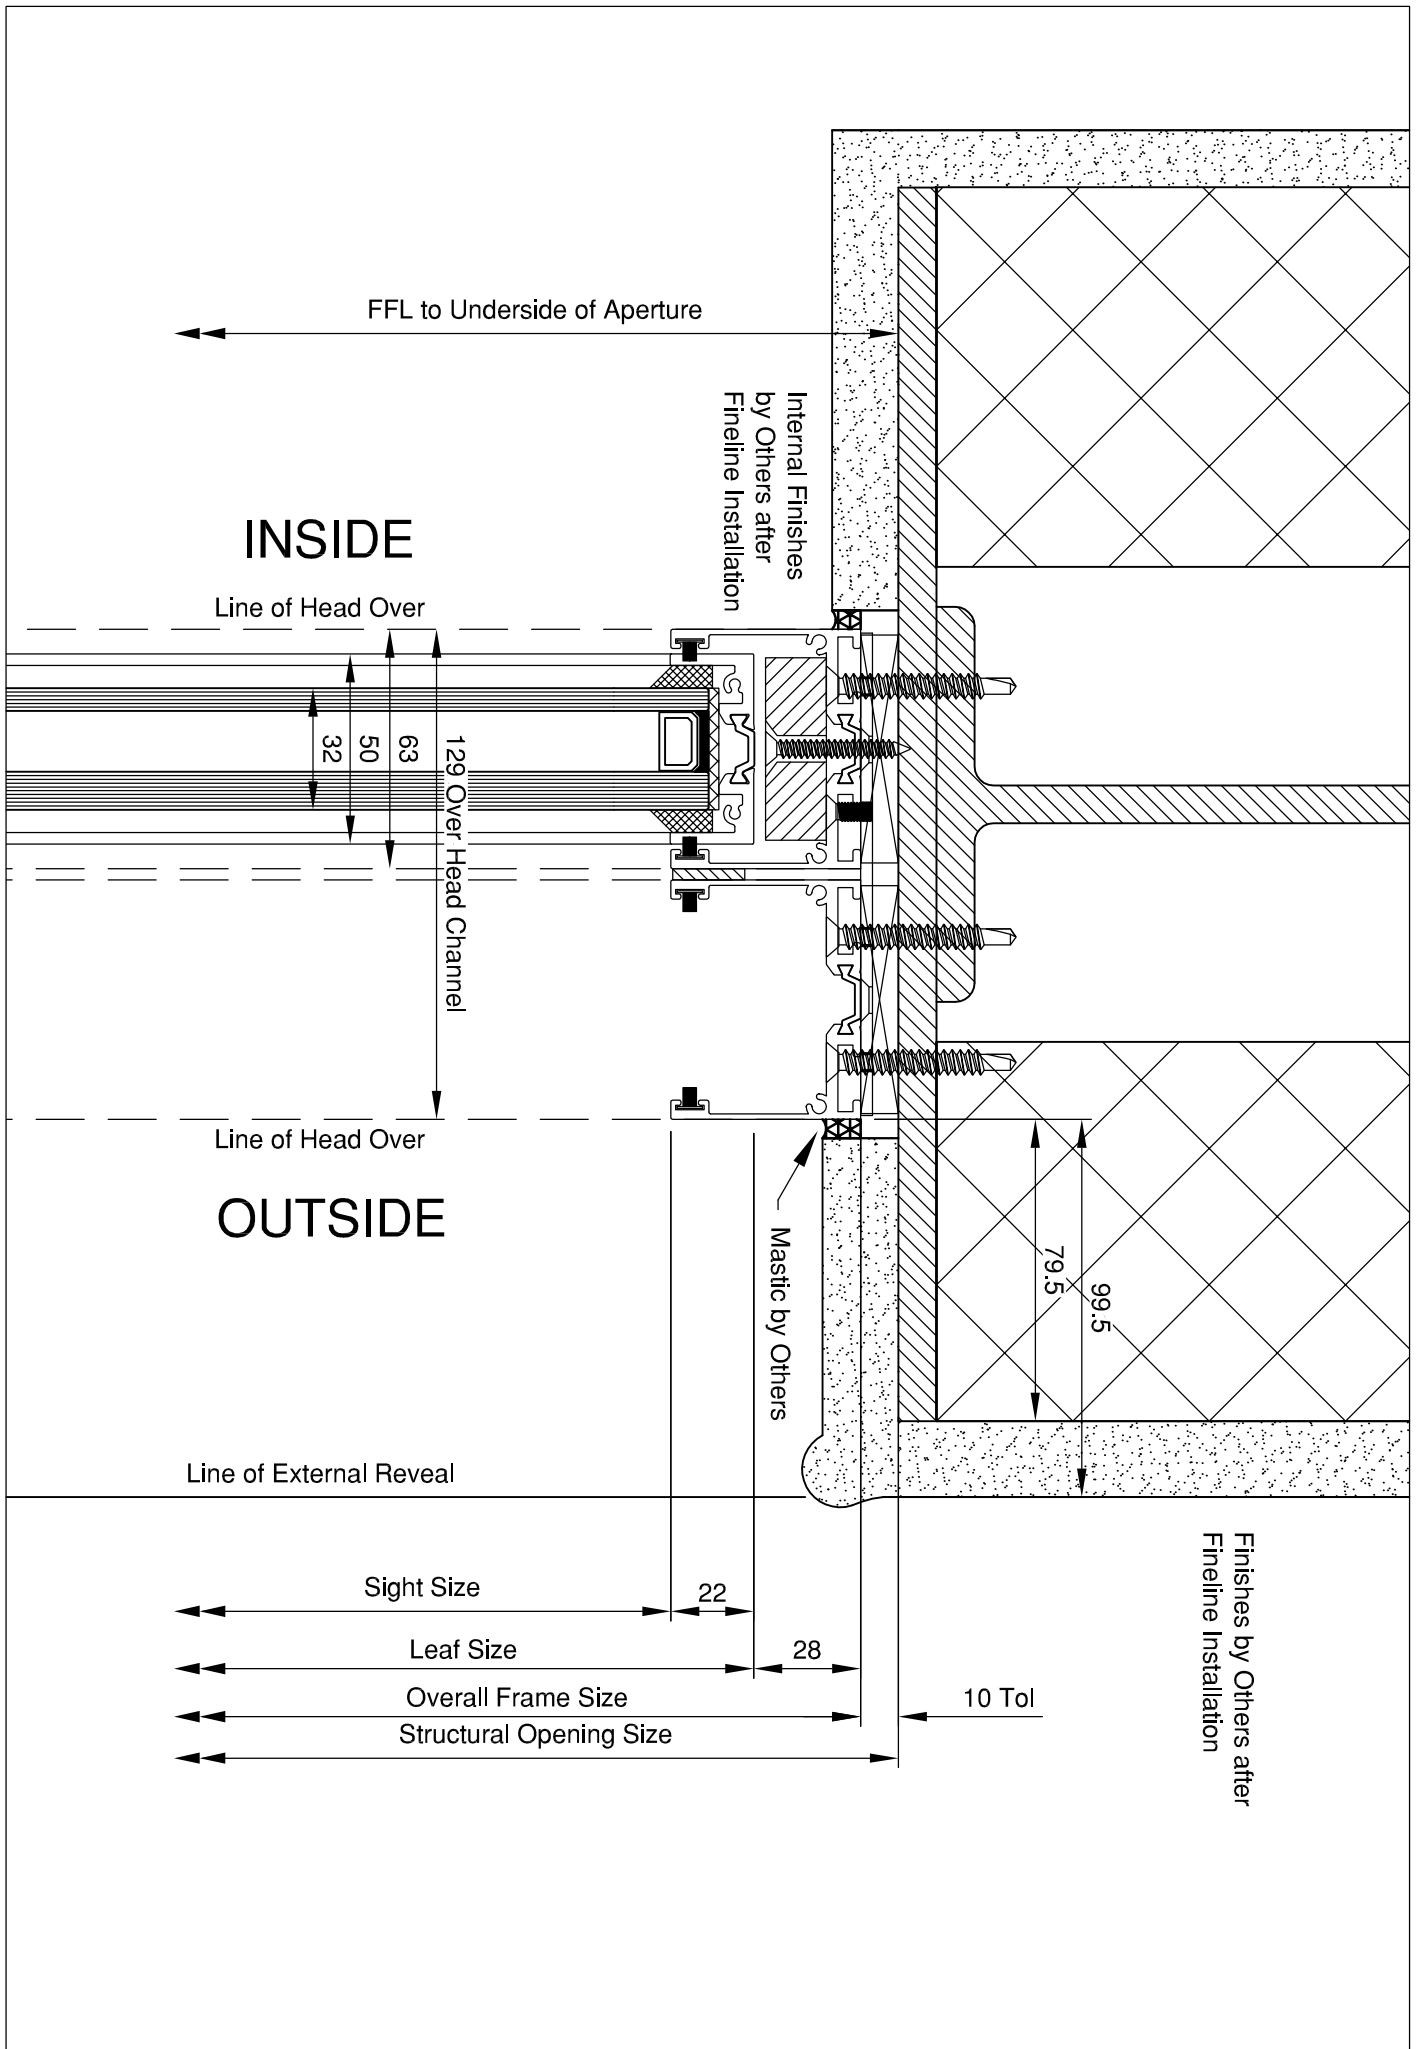 FFL to Underside of Aperture
Internal Finishes
by Others after
Fineline Installation
INSIDE
Line of Head Over
32
50
63
129 Over Head Channel
Line of Head Over
OUTSIDE
Mastic by Others
79.5
99.5
Line of External Reveal
Finishes by Others after
Fineline Installation
Sight Size
22
Leaf Size
28
Overall Frame Size
10 Tol
Structural Opening Size